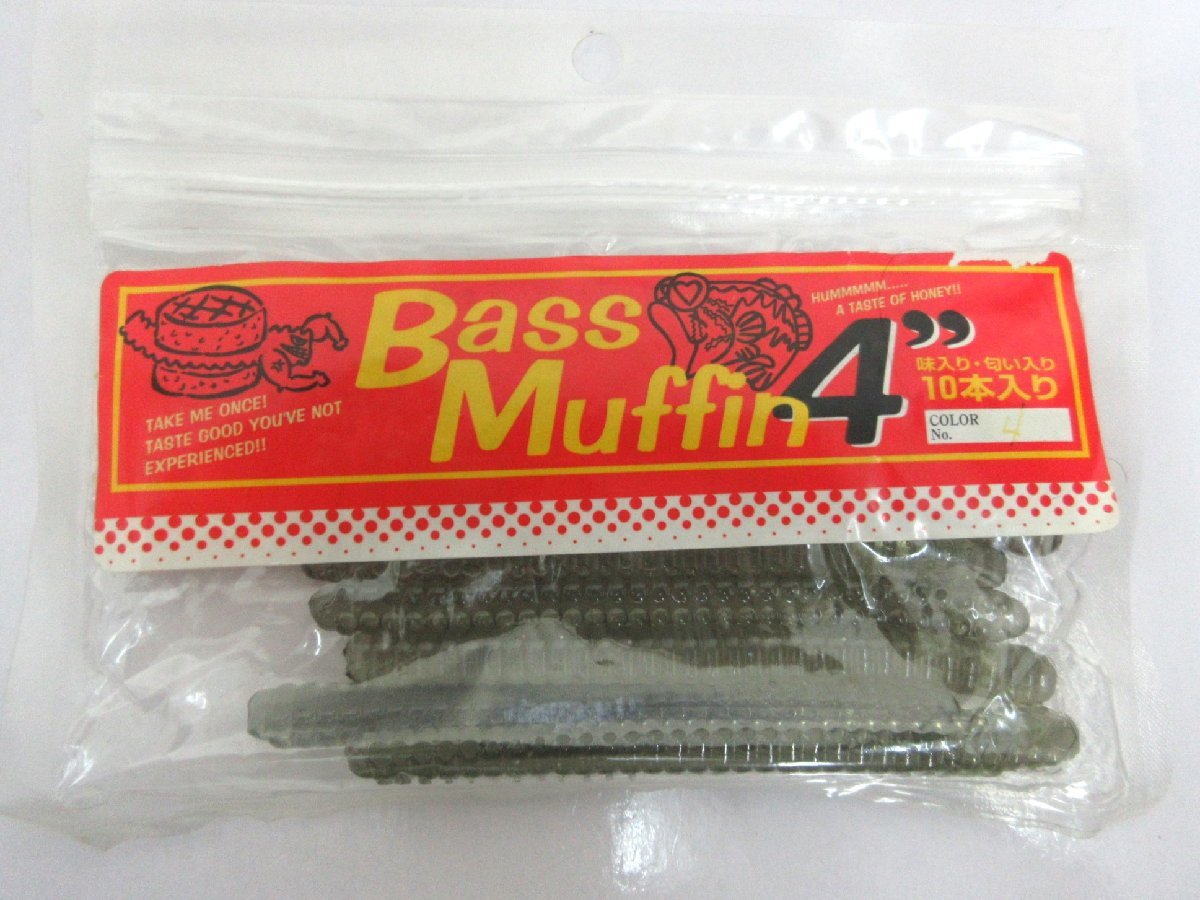 Bass
Muffin 4”
HUMMMMM.....
A TASTE OF HONEY!!
味入り・匂い入り
10本入り
COLOR
No. 4
TAKE ME ONCE!
TASTE GOOD YOU'VE NOT
EXPERIENCED!!